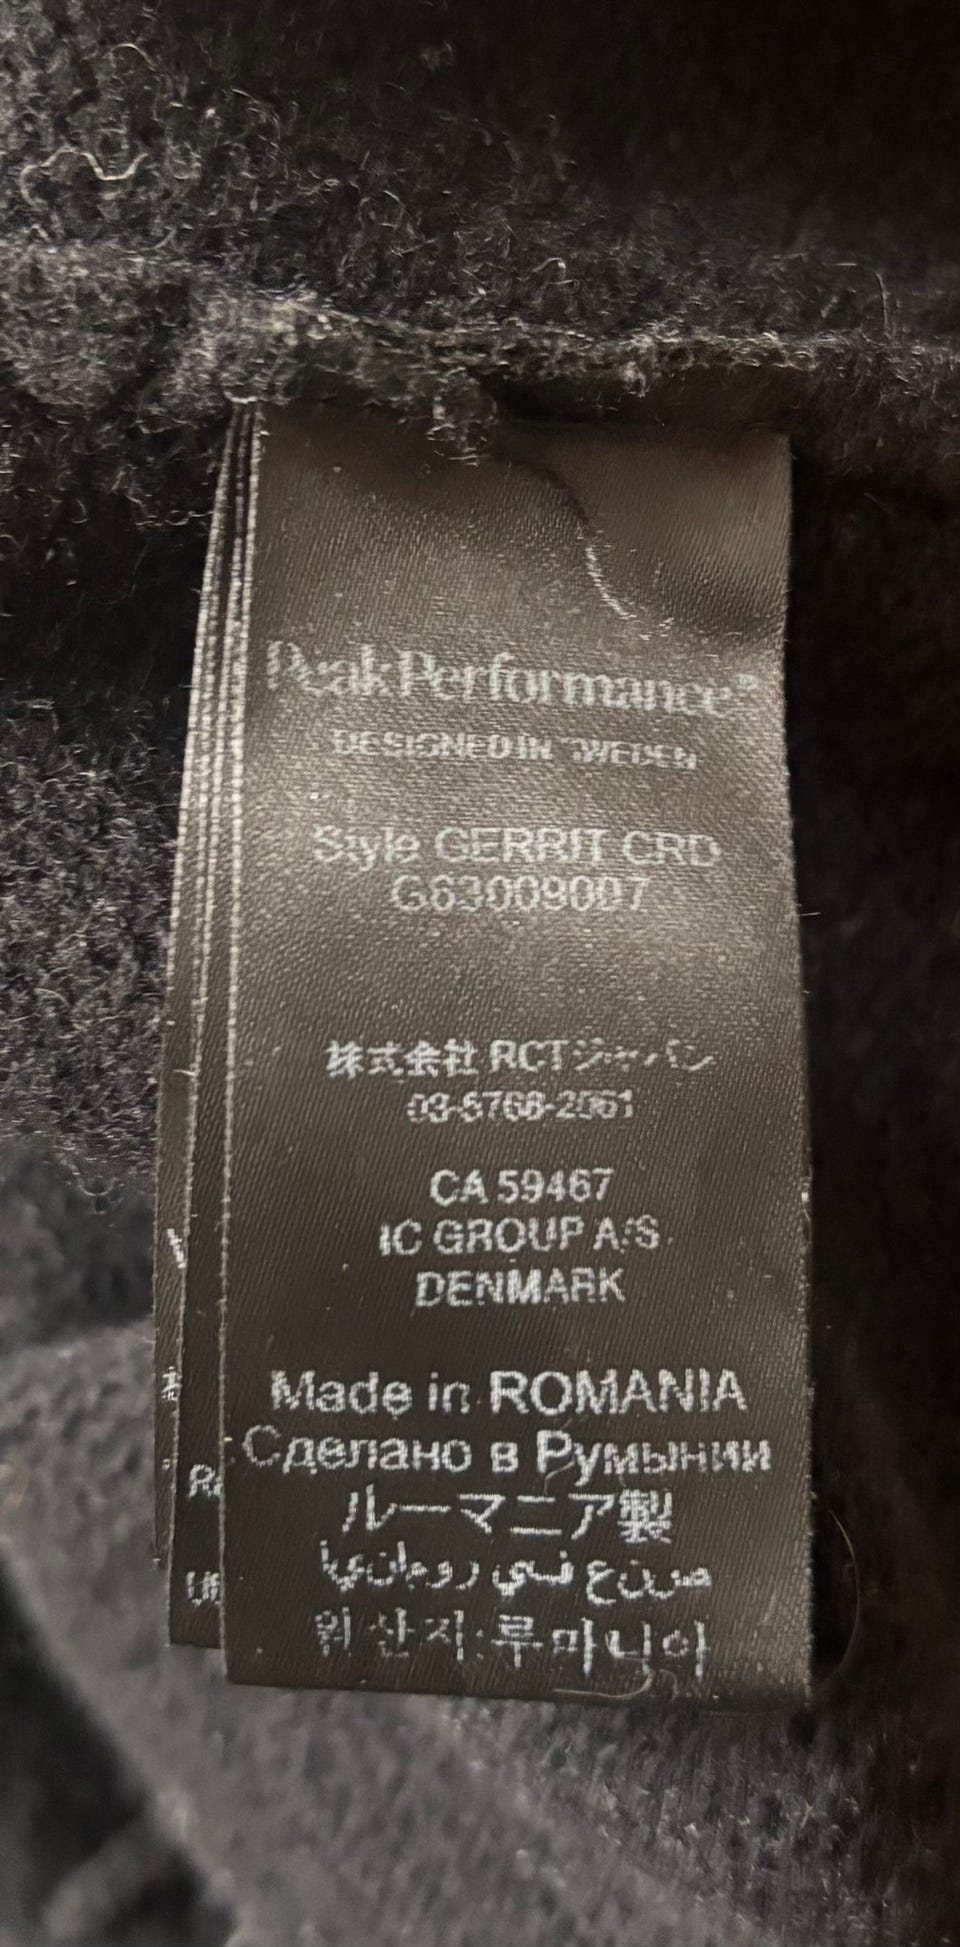 PeakPerformance®
DESIGNED IN SWEDEN
Style GERRIT CRD
G63009007
株式会社 RCTジャパン
03-5768-2061
CA 59467
IC GROUP A/S
DENMARK
Made in ROMANIA
Сделано в Румынии
ルーマニア製
صنع في رومانيا
원산지:루마니아